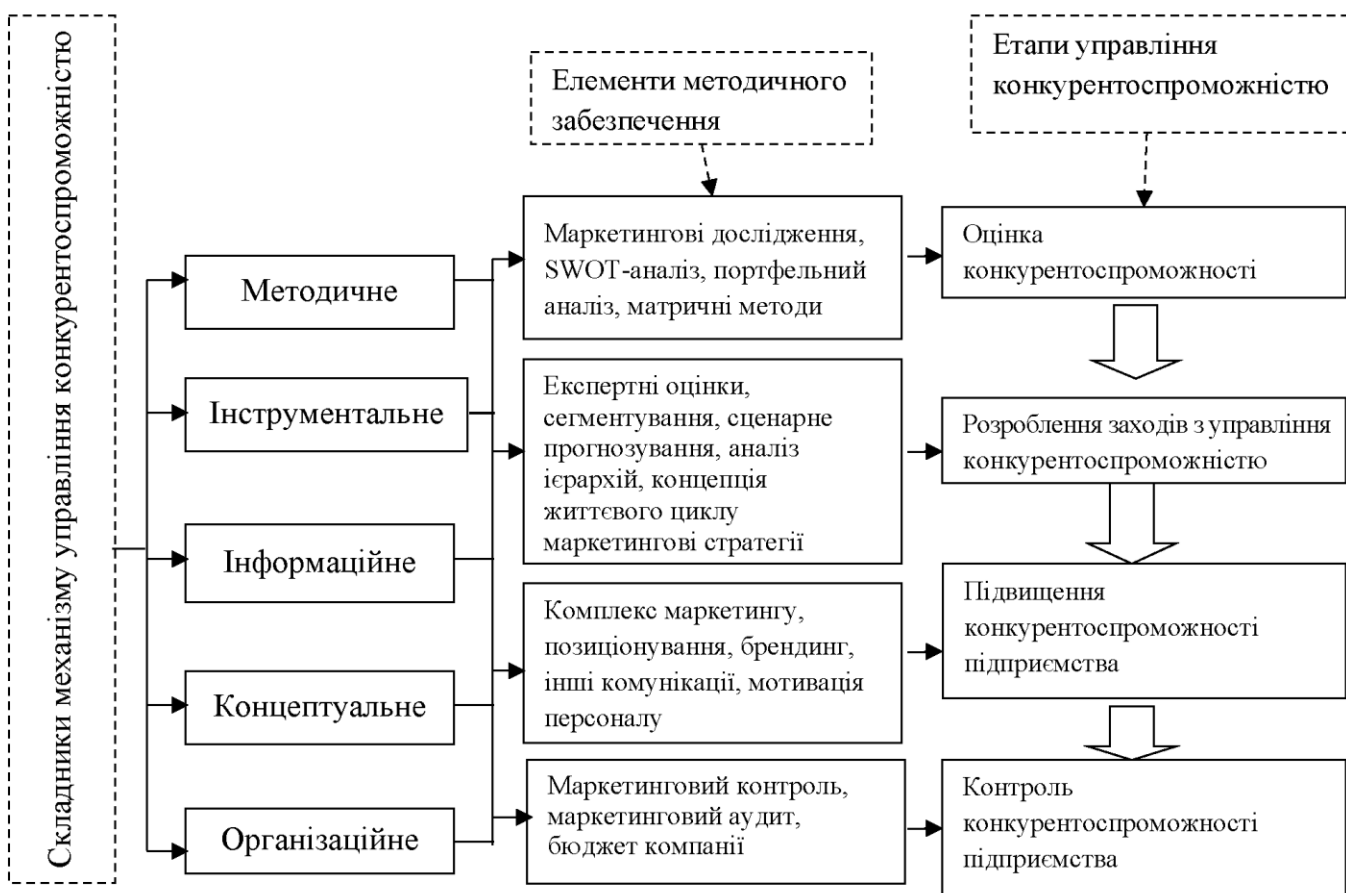 Складники механізму управління конкурентоспроможністю
Елементи методичного
забезпечення
Етапи управління
конкурентоспроможністю
Методичне
Інструментальне
Інформаційне
Концептуальне
Організаційне
Маркетингові дослідження,
SWOT-аналіз, портфельний
аналіз, матричні методи
Експертні оцінки,
сегментування, сценарне
прогнозування, аналіз
ієрархій, концепція
життєвого циклу
маркетингові стратегії
Комплекс маркетингу,
позиціонування, брендинг,
інші комунікації, мотивація
персоналу
Маркетинговий контроль,
маркетинговий аудит,
бюджет компанії
Оцінка
конкурентоспроможності
Розроблення заходів з управління
конкурентоспроможністю
Підвищення
конкурентоспроможності
підприємства
Контроль
конкурентоспроможності
підприємства